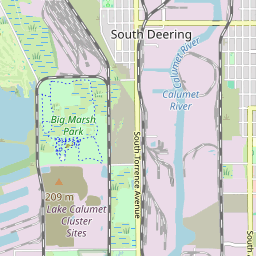 South Deering
Calumet River
Calumet
River
Big Marsh
Park
South Torrence Avenue
209 m
Lake Calumet
Cluster
Sites